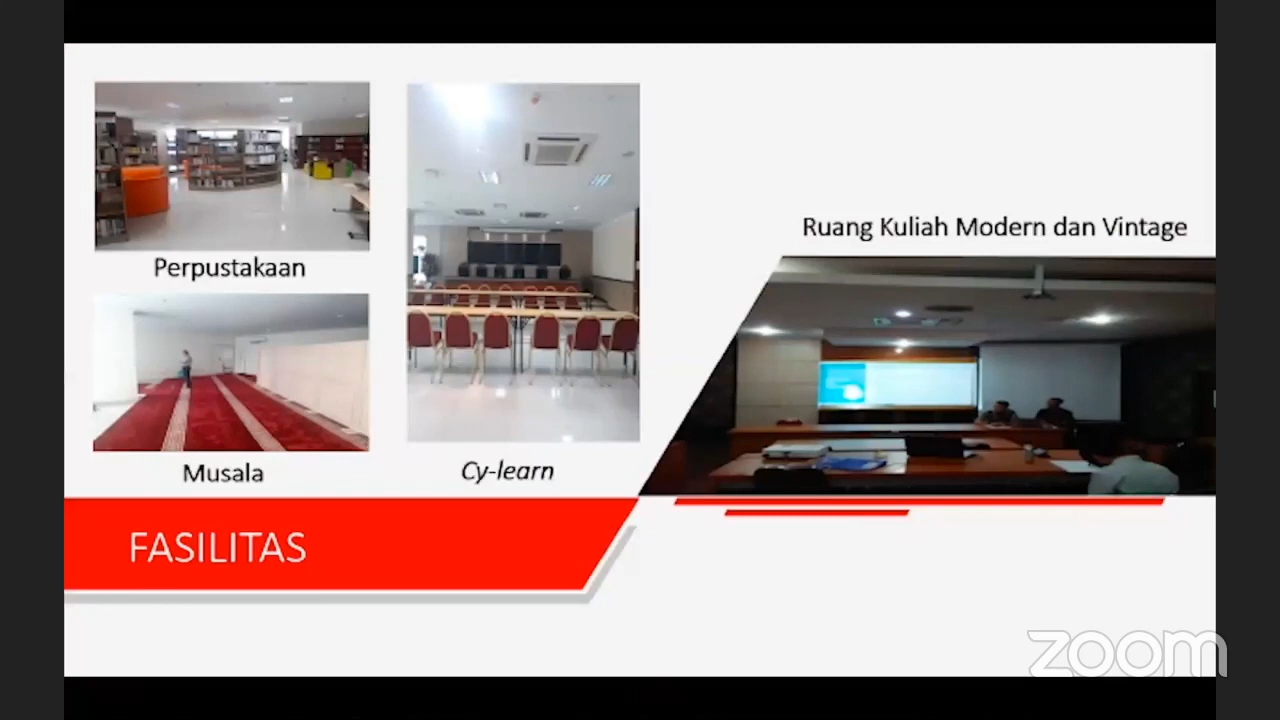 Perpustakaan
Musala
Cy-learn
Ruang Kuliah Modern dan Vintage
FASILITAS
zoom